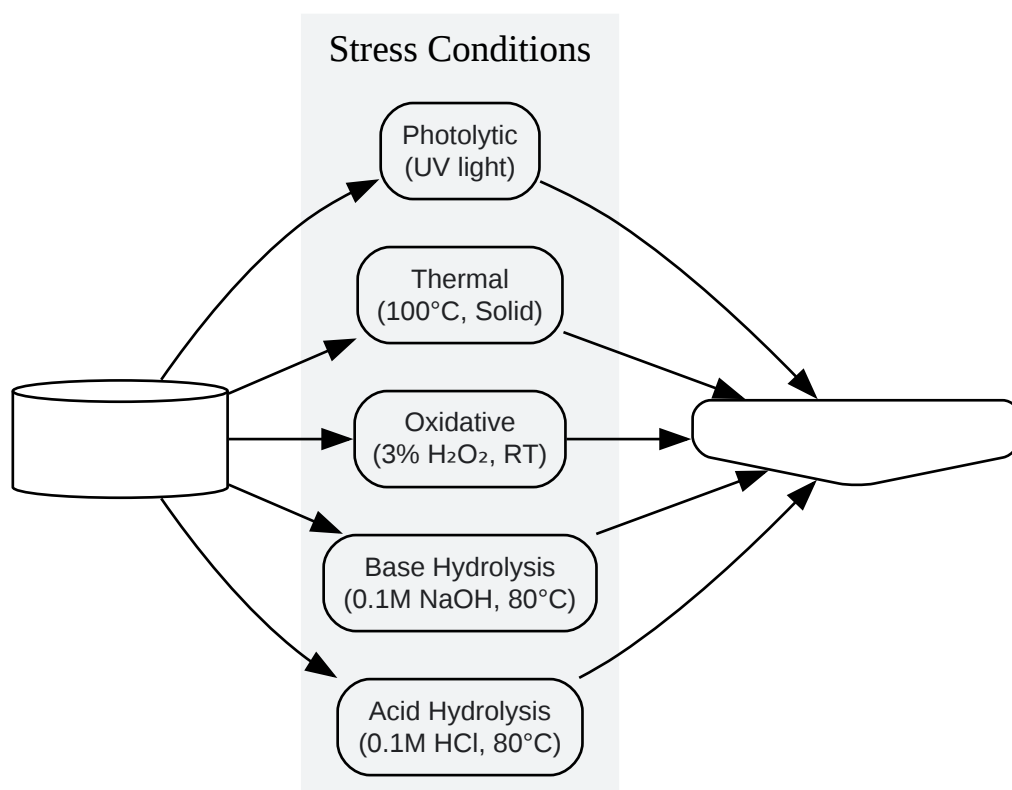 Stress Conditions
Photolytic
(UV light)
Thermal
(100°C, Solid)
Oxidative
(3% H₂O₂, RT)
Base Hydrolysis
(0.1M NaOH, 80°C)
Acid Hydrolysis
(0.1M HCl, 80°C)